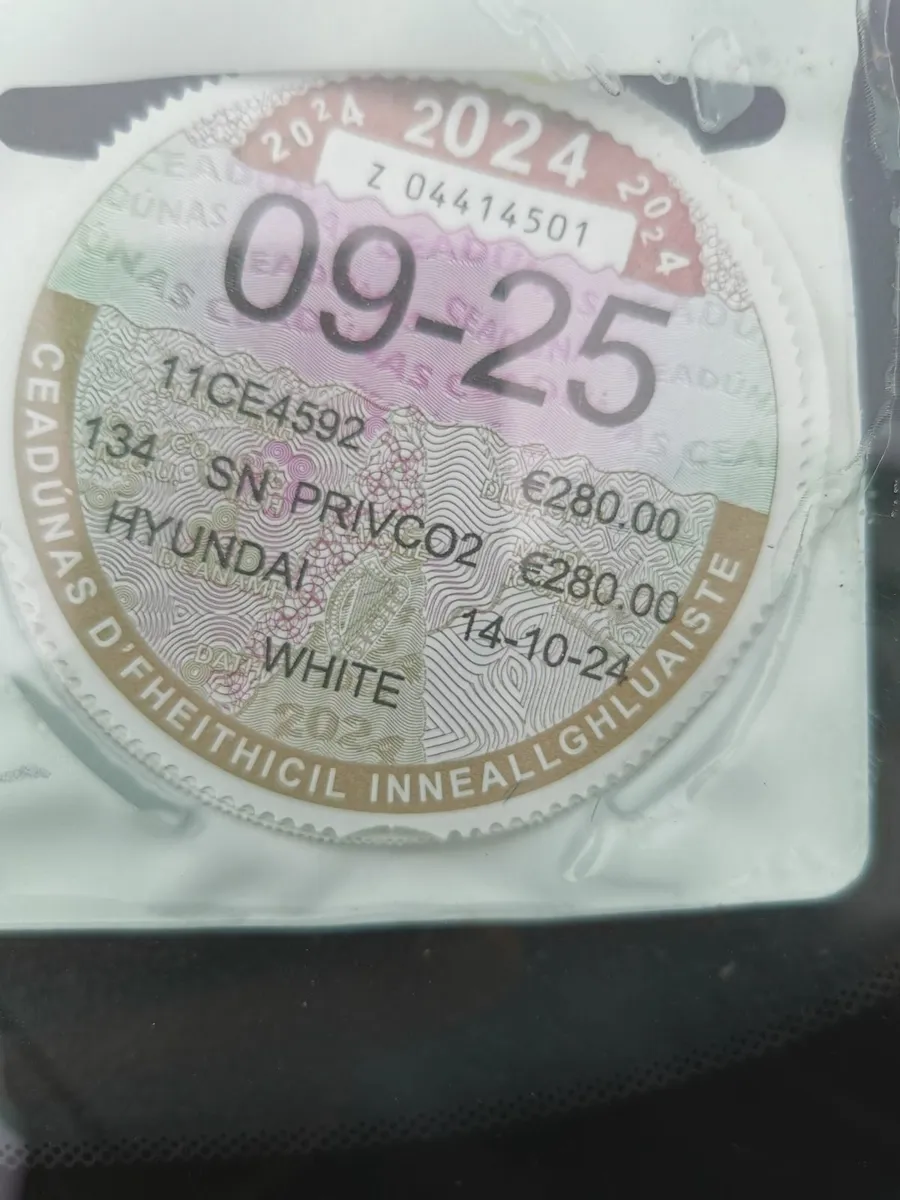 2024 2024 2024
Z 04414501
09-25
11CE4592
134 SN PRIVCO2 €280.00
HYUNDAI €280.00
WHITE 14-10-24
2024
CEADÚNAS D'FHEITHICIL INNEALLGHLUAISTE